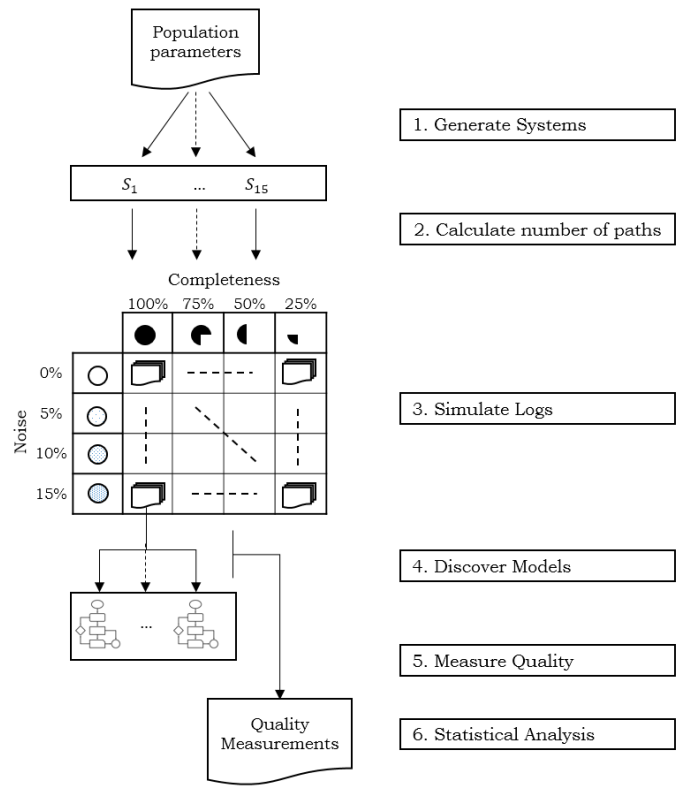 Population
parameters
1. Generate Systems
S₁ ... S₁₅
2. Calculate number of paths
Completeness
100% 75% 50% 25%
Noise
0%
5%
10%
15%
3. Simulate Logs
4. Discover Models
...
5. Measure Quality
Quality
Measurements
6. Statistical Analysis